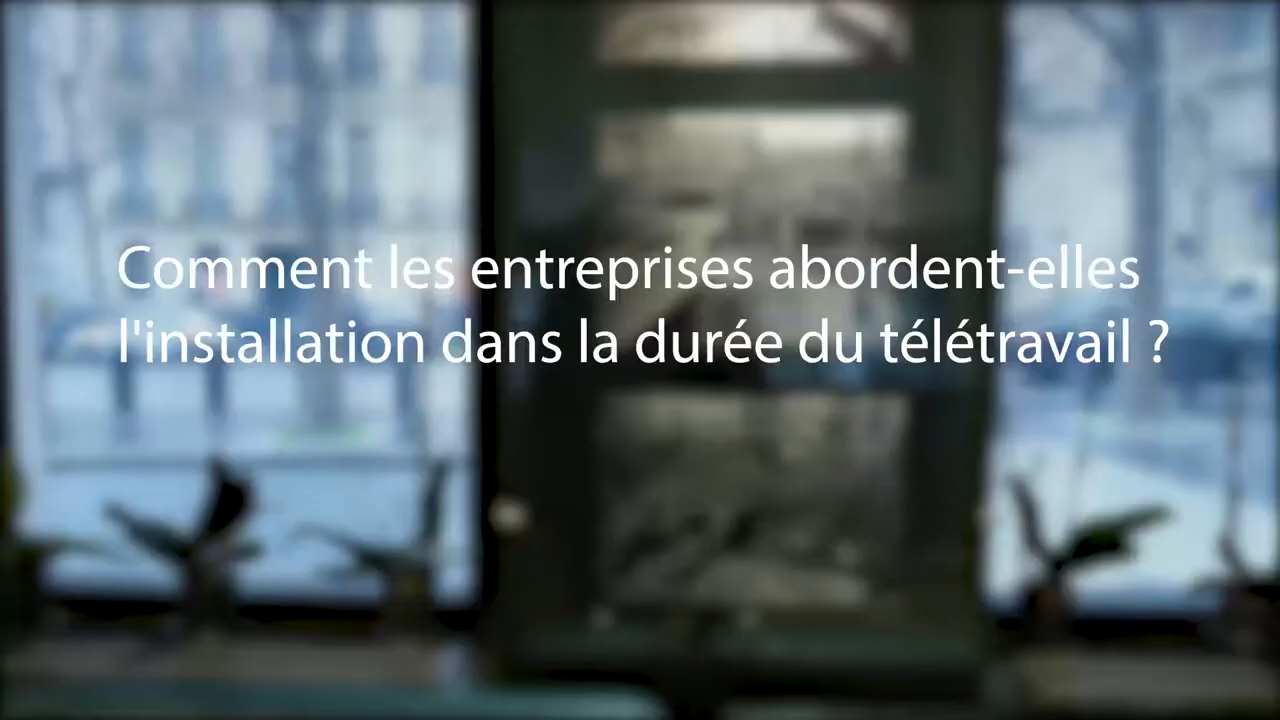 Comment les entreprises abordent-elles
l'installation dans la durée du télétravail ?